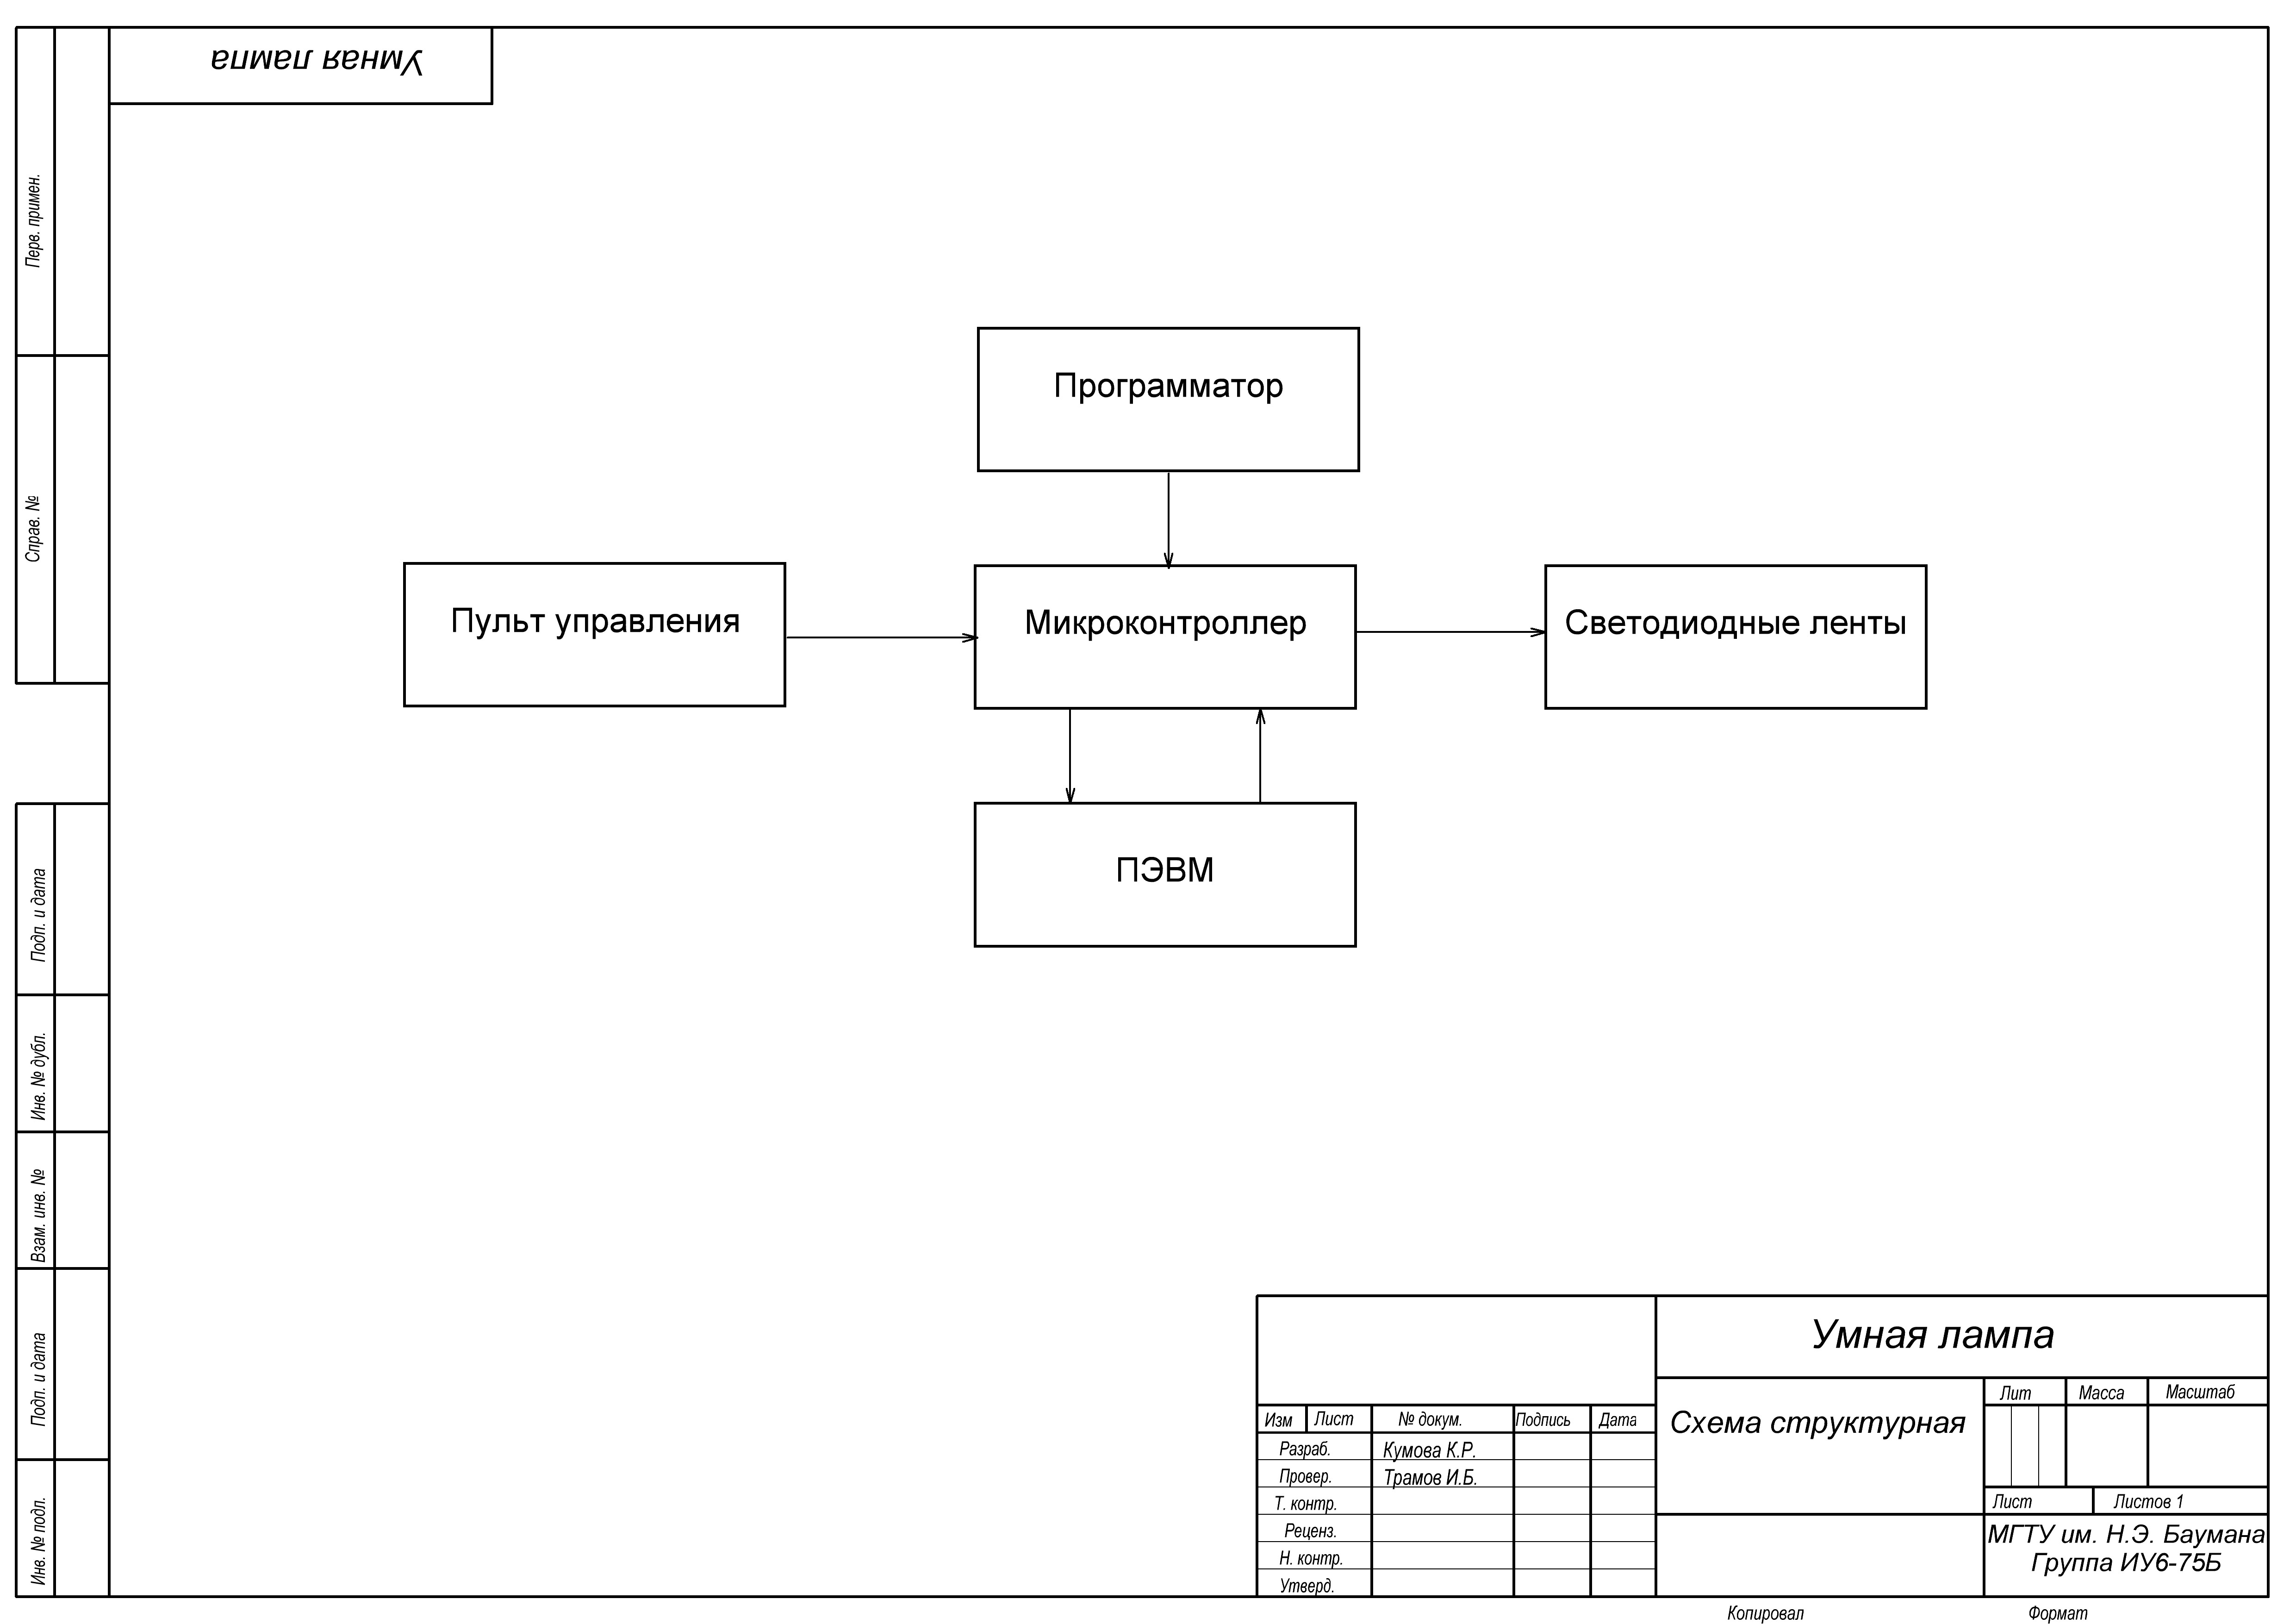 Умная лампа
Перв. примен.
Справ. №
Программатор
Пульт управления
Микроконтроллер
Светодиодные ленты
ПЭВМ
Подп. и дата
Инв. № дубл.
Взам. инв. №
Подп. и дата
Инв. № подл.
Умная лампа
Схема структурная
Лит Масса Масштаб
Изм Лист № докум. Подпись Дата
Разраб. Кумова К.Р.
Провер. Трамов И.Б.
Т. контр.
Реценз.
Н. контр.
Утверд.
Лист Листов 1
МГТУ им. Н.Э. Баумана
Группа ИУ6-75Б
Копировал Формат